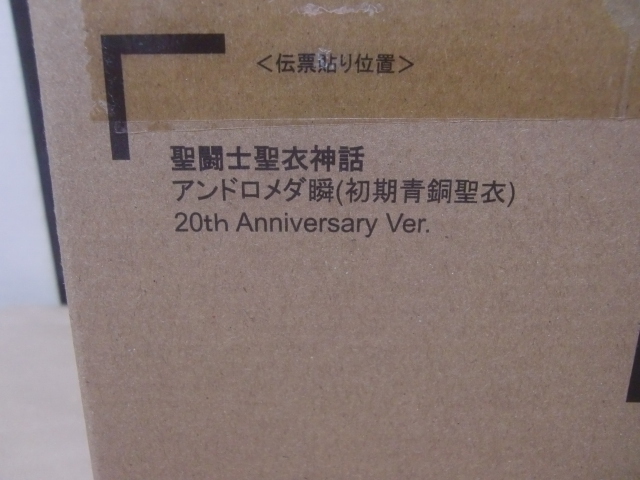 ＜伝票貼り位置＞
聖闘士聖衣神話
アンドロメダ瞬(初期青銅聖衣)
20th Anniversary Ver.